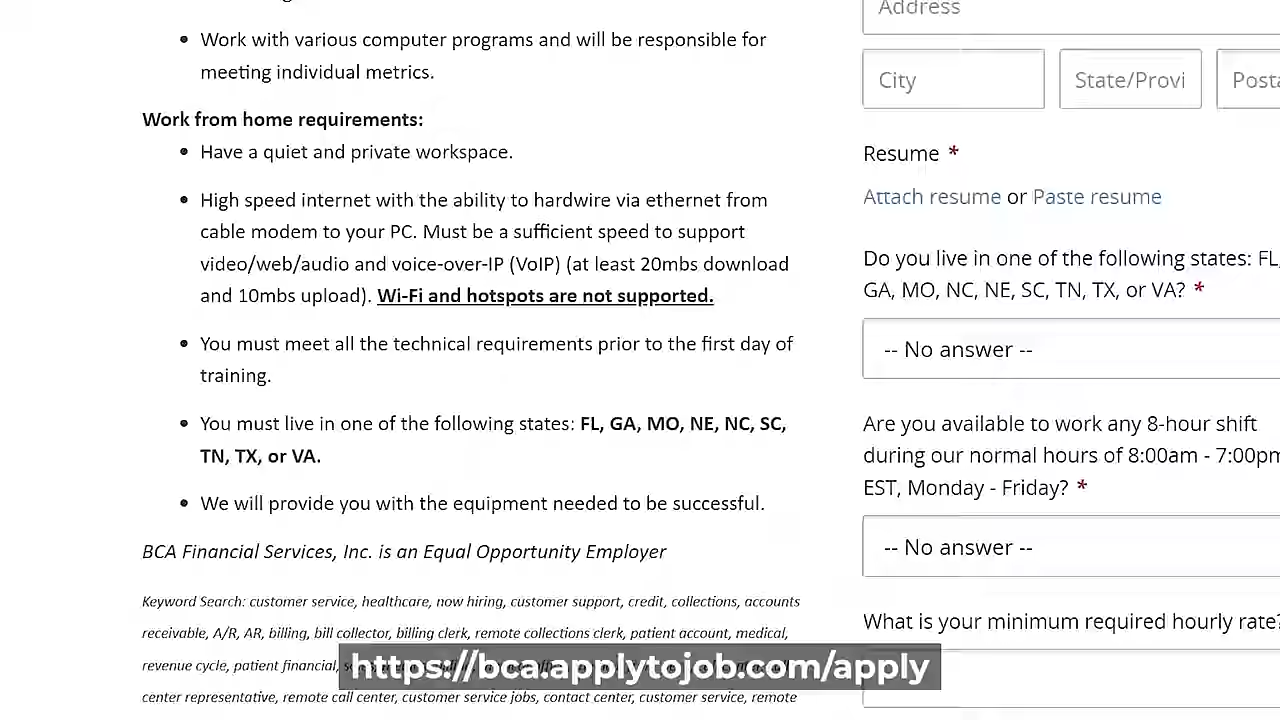 • Work with various computer programs and will be responsible for
meeting individual metrics.
Work from home requirements:
• Have a quiet and private workspace.
• High speed internet with the ability to hardwire via ethernet from
cable modem to your PC. Must be a sufficient speed to support
video/web/audio and voice-over-IP (VoIP) (at least 20mbs download
and 10mbs upload). Wi-Fi and hotspots are not supported.
• You must meet all the technical requirements prior to the first day of
training.
• You must live in one of the following states: FL, GA, MO, NE, NC, SC,
TN, TX, or VA.
• We will provide you with the equipment needed to be successful.
BCA Financial Services, Inc. is an Equal Opportunity Employer
Keyword Search: customer service, healthcare, now hiring, customer support, credit, collections, accounts
receivable, A/R, AR, billing, bill collector, billing clerk, remote collections clerk, patient account, medical,
revenue cycle, patient financial,
center representative, remote call center, customer service jobs, contact center, customer service, remote
Address
City State/Provi Posta
Resume *
Attach resume or Paste resume
Do you live in one of the following states: FL,
GA, MO, NC, NE, SC, TN, TX, or VA? *
-- No answer --
Are you available to work any 8-hour shift
during our normal hours of 8:00am - 7:00pm
EST, Monday - Friday? *
-- No answer --
What is your minimum required hourly rate?
https://bca.applytojob.com/apply